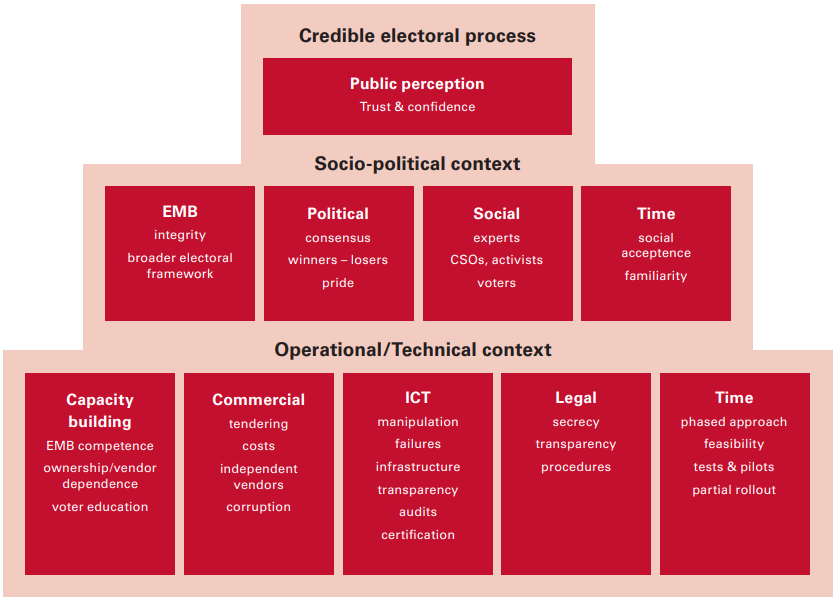 Credible electoral process
Public perception
Trust & confidence
Socio-political context
EMB
integrity
broader electoral
framework
Political
consensus
winners – losers
pride
Social
experts
CSOs, activists
voters
Time
social
acceptance
familiarity
Operational/Technical context
Capacity
building
EMB competence
ownership/vendor
dependence
voter education
Commercial
tendering
costs
independent
vendors
corruption
ICT
manipulation
failures
infrastructure
transparency
audits
certification
Legal
secrecy
transparency
procedures
Time
phased approach
feasibility
tests & pilots
partial rollout